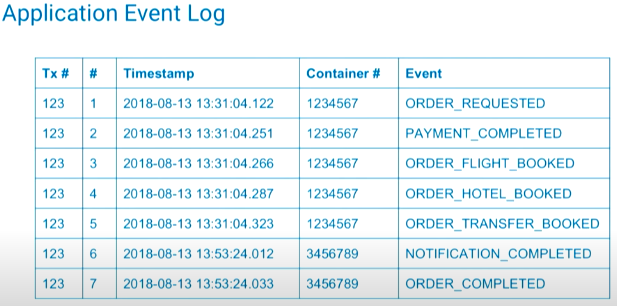 Application Event Log
Tx # # Timestamp Container # Event
123 1 2018-08-13 13:31:04.122 1234567 ORDER_REQUESTED
123 2 2018-08-13 13:31:04.251 1234567 PAYMENT_COMPLETED
123 3 2018-08-13 13:31:04.266 1234567 ORDER_FLIGHT_BOOKED
123 4 2018-08-13 13:31:04.287 1234567 ORDER_HOTEL_BOOKED
123 5 2018-08-13 13:31:04.323 1234567 ORDER_TRANSFER_BOOKED
123 6 2018-08-13 13:53:24.012 3456789 NOTIFICATION_COMPLETED
123 7 2018-08-13 13:53:24.033 3456789 ORDER_COMPLETED